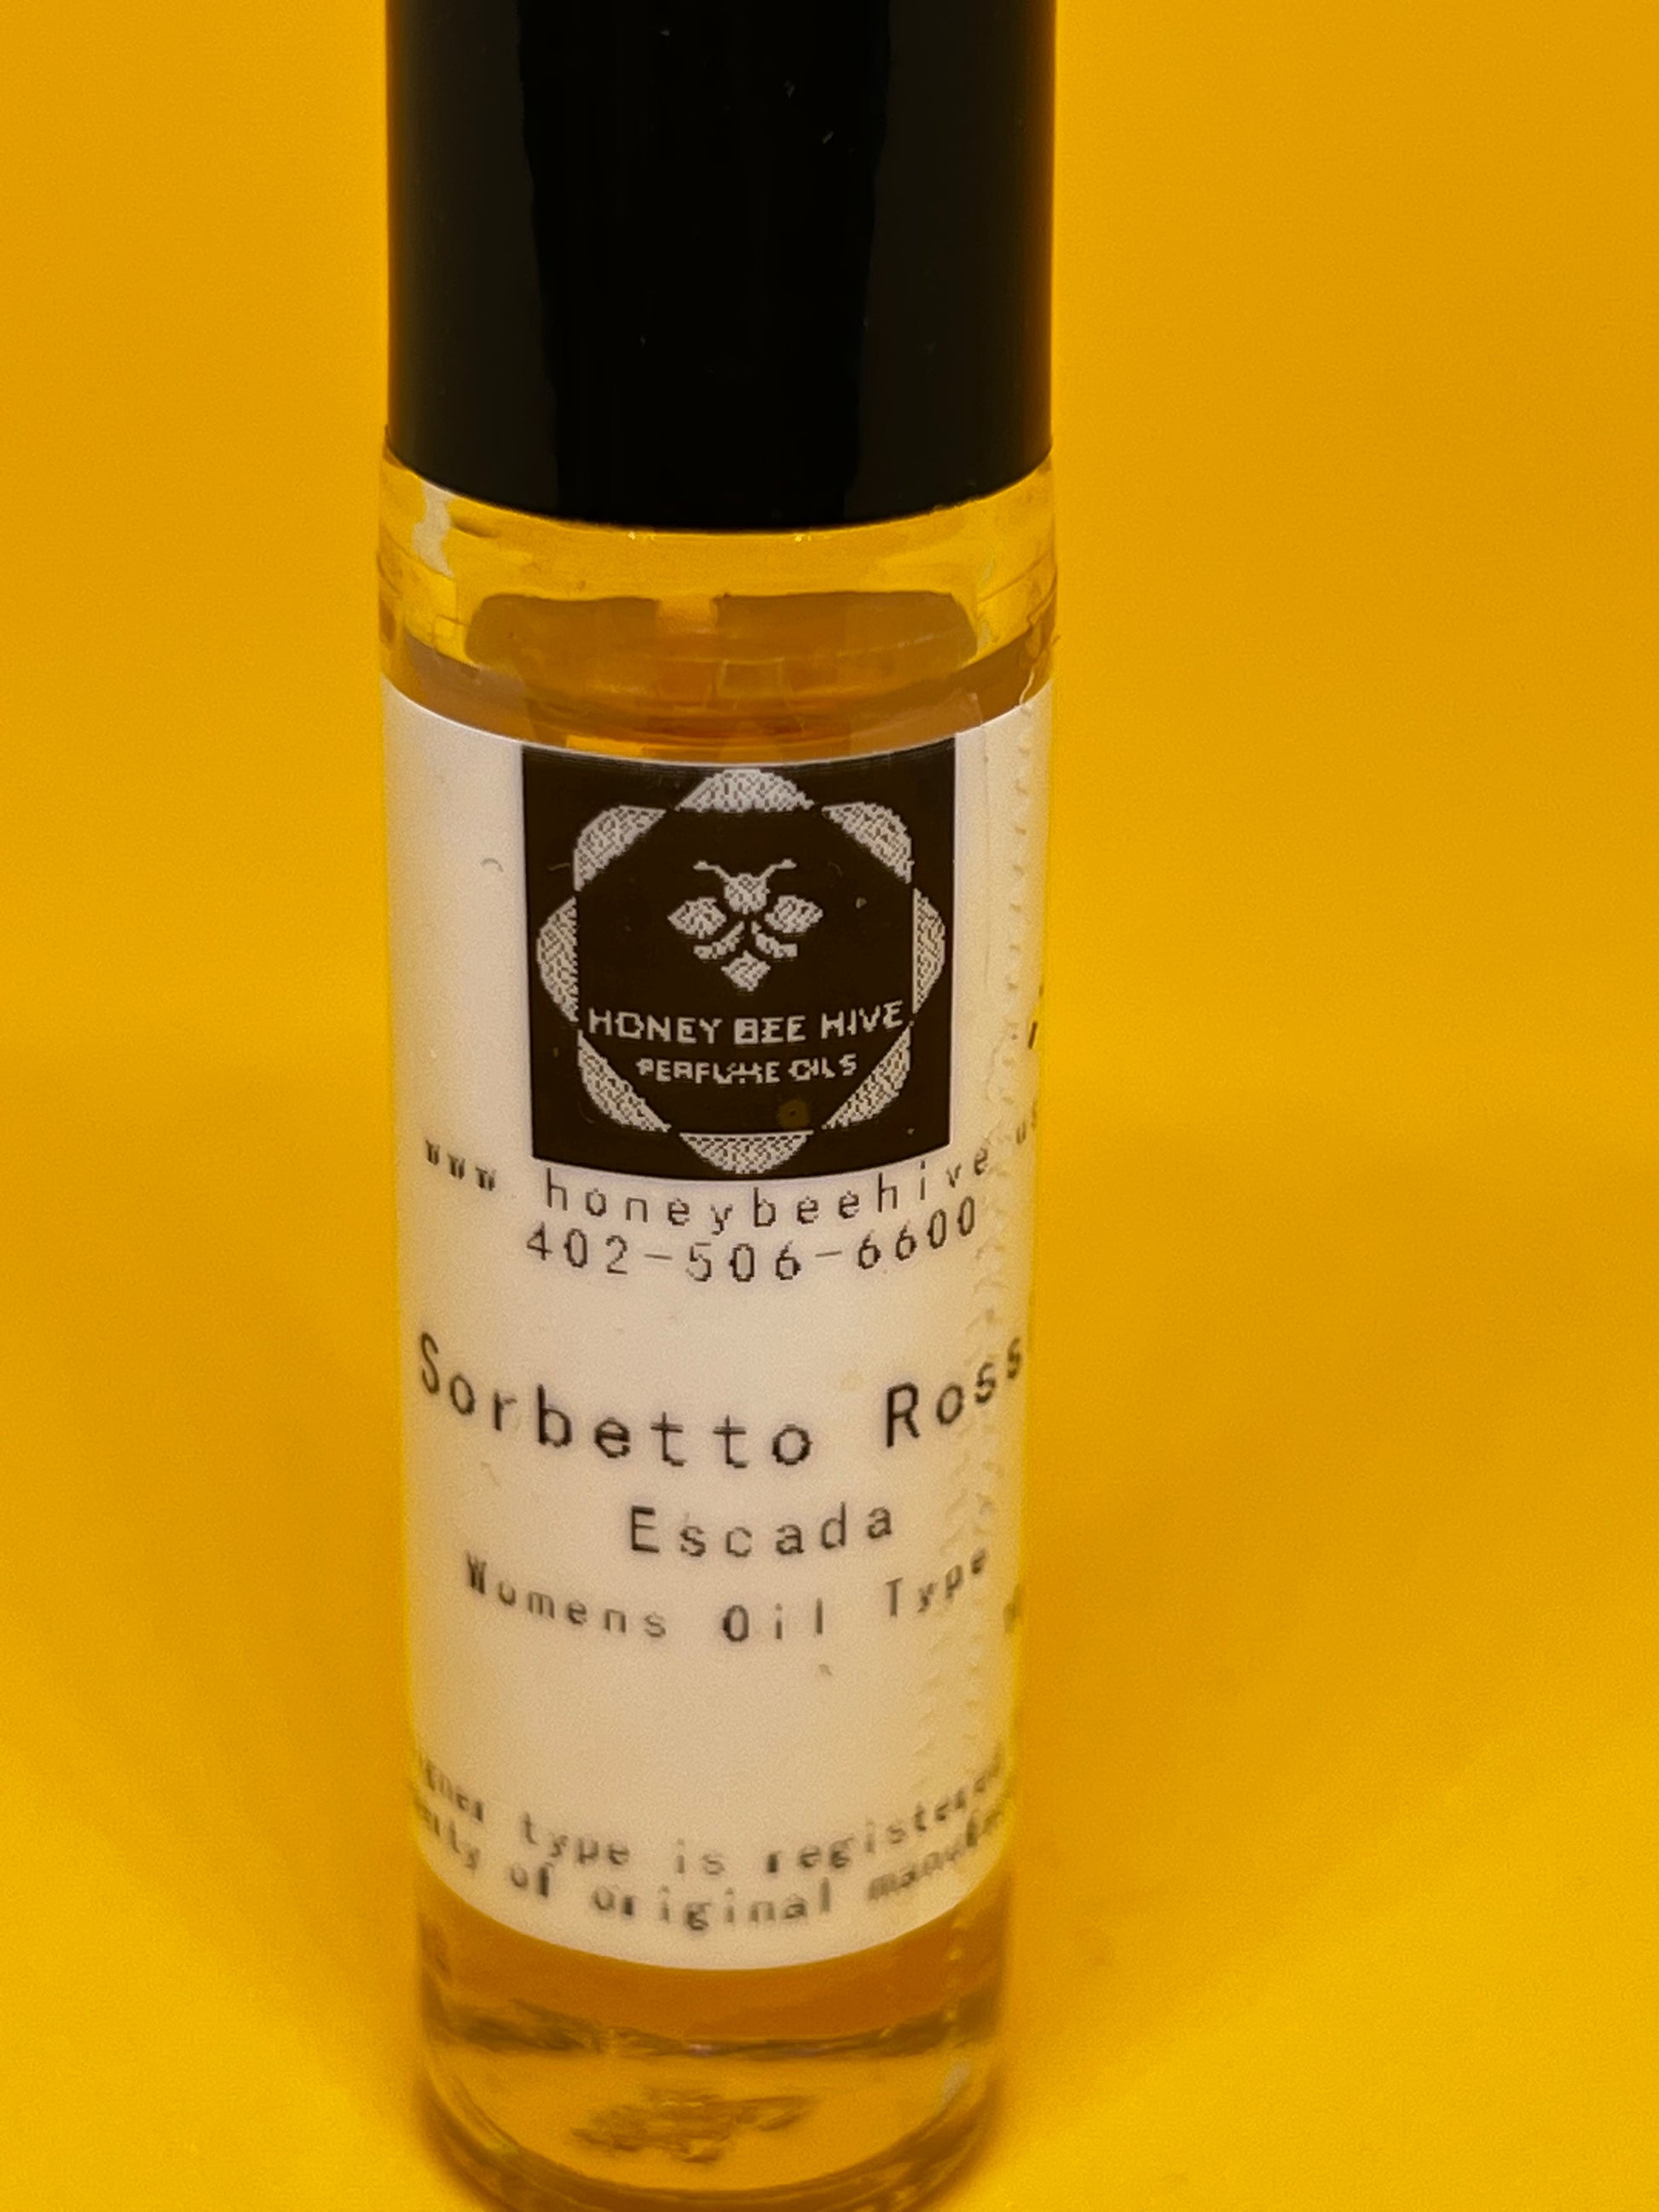 HONEY BEE HIVE
PERFUME OILS
www honeybeehive us
402-506-6600
Sorbetto Ross
Escada
Womens Oil Type
type is registered
of original